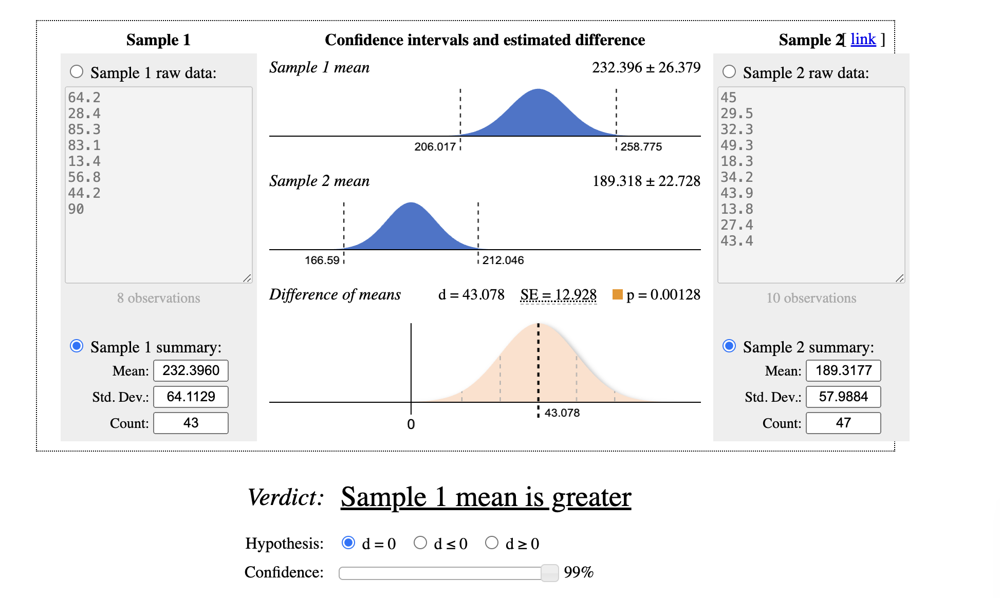 Sample 1
Confidence intervals and estimated difference
Sample 2 [ link ]
Sample 1 raw data:
64.2
28.4
85.3
83.1
13.4
56.8
44.2
90
8 observations
Sample 1 summary:
Mean: 232.3960
Std. Dev.: 64.1129
Count: 43
Sample 1 mean 232.396 ± 26.379
206.017 258.775
Sample 2 mean 189.318 ± 22.728
166.59 212.046
Difference of means d = 43.078 SE = 12.928 p = 0.00128
43.078
0
Sample 2 raw data:
45
29.5
32.3
49.3
18.3
34.2
43.9
13.8
27.4
43.4
10 observations
Sample 2 summary:
Mean: 189.3177
Std. Dev.: 57.9884
Count: 47
Verdict: Sample 1 mean is greater
Hypothesis: d = 0 d ≤ 0 d ≥ 0
Confidence: 99%